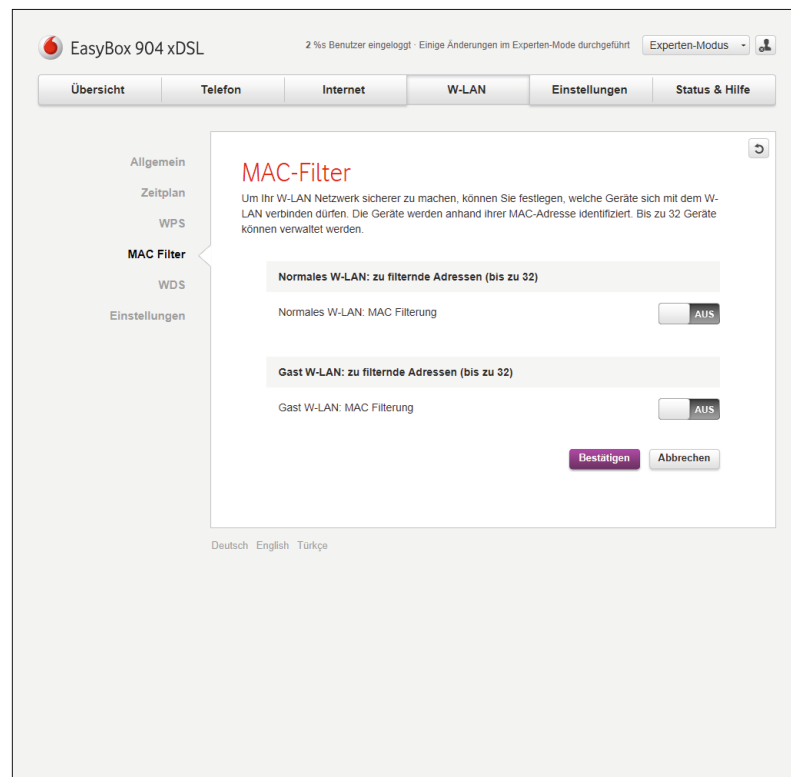 EasyBox 904 xDSL
2 %s Benutzer eingeloggt · Einige Änderungen im Experten-Mode durchgeführt
Experten-Modus
Übersicht
Telefon
Internet
W-LAN
Einstellungen
Status & Hilfe
Allgemein
Zeitplan
WPS
MAC Filter
WDS
Einstellungen
MAC-Filter
Um Ihr W-LAN Netzwerk sicherer zu machen, können Sie festlegen, welche Geräte sich mit dem W-
LAN verbinden dürfen. Die Geräte werden anhand ihrer MAC-Adresse identifiziert. Bis zu 32 Geräte
können verwaltet werden.
Normales W-LAN: zu filternde Adressen (bis zu 32)
Normales W-LAN: MAC Filterung
AUS
Gast W-LAN: zu filternde Adressen (bis zu 32)
Gast W-LAN: MAC Filterung
AUS
Bestätigen
Abbrechen
Deutsch English Türkçe